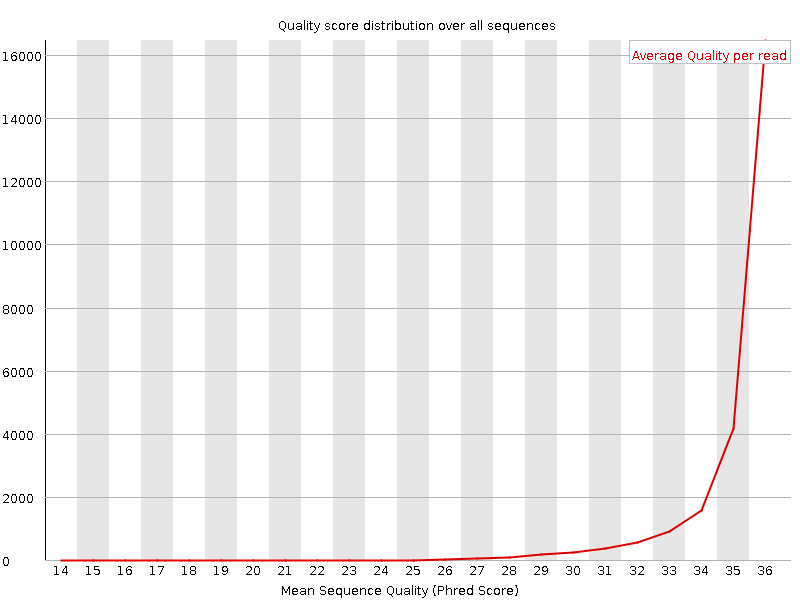 Quality score distribution over all sequences
Average Quality per read
16000
14000
12000
10000
8000
6000
4000
2000
0
14 15 16 17 18 19 20 21 22 23 24 25 26 27 28 29 30 31 32 33 34 35 36
Mean Sequence Quality (Phred Score)